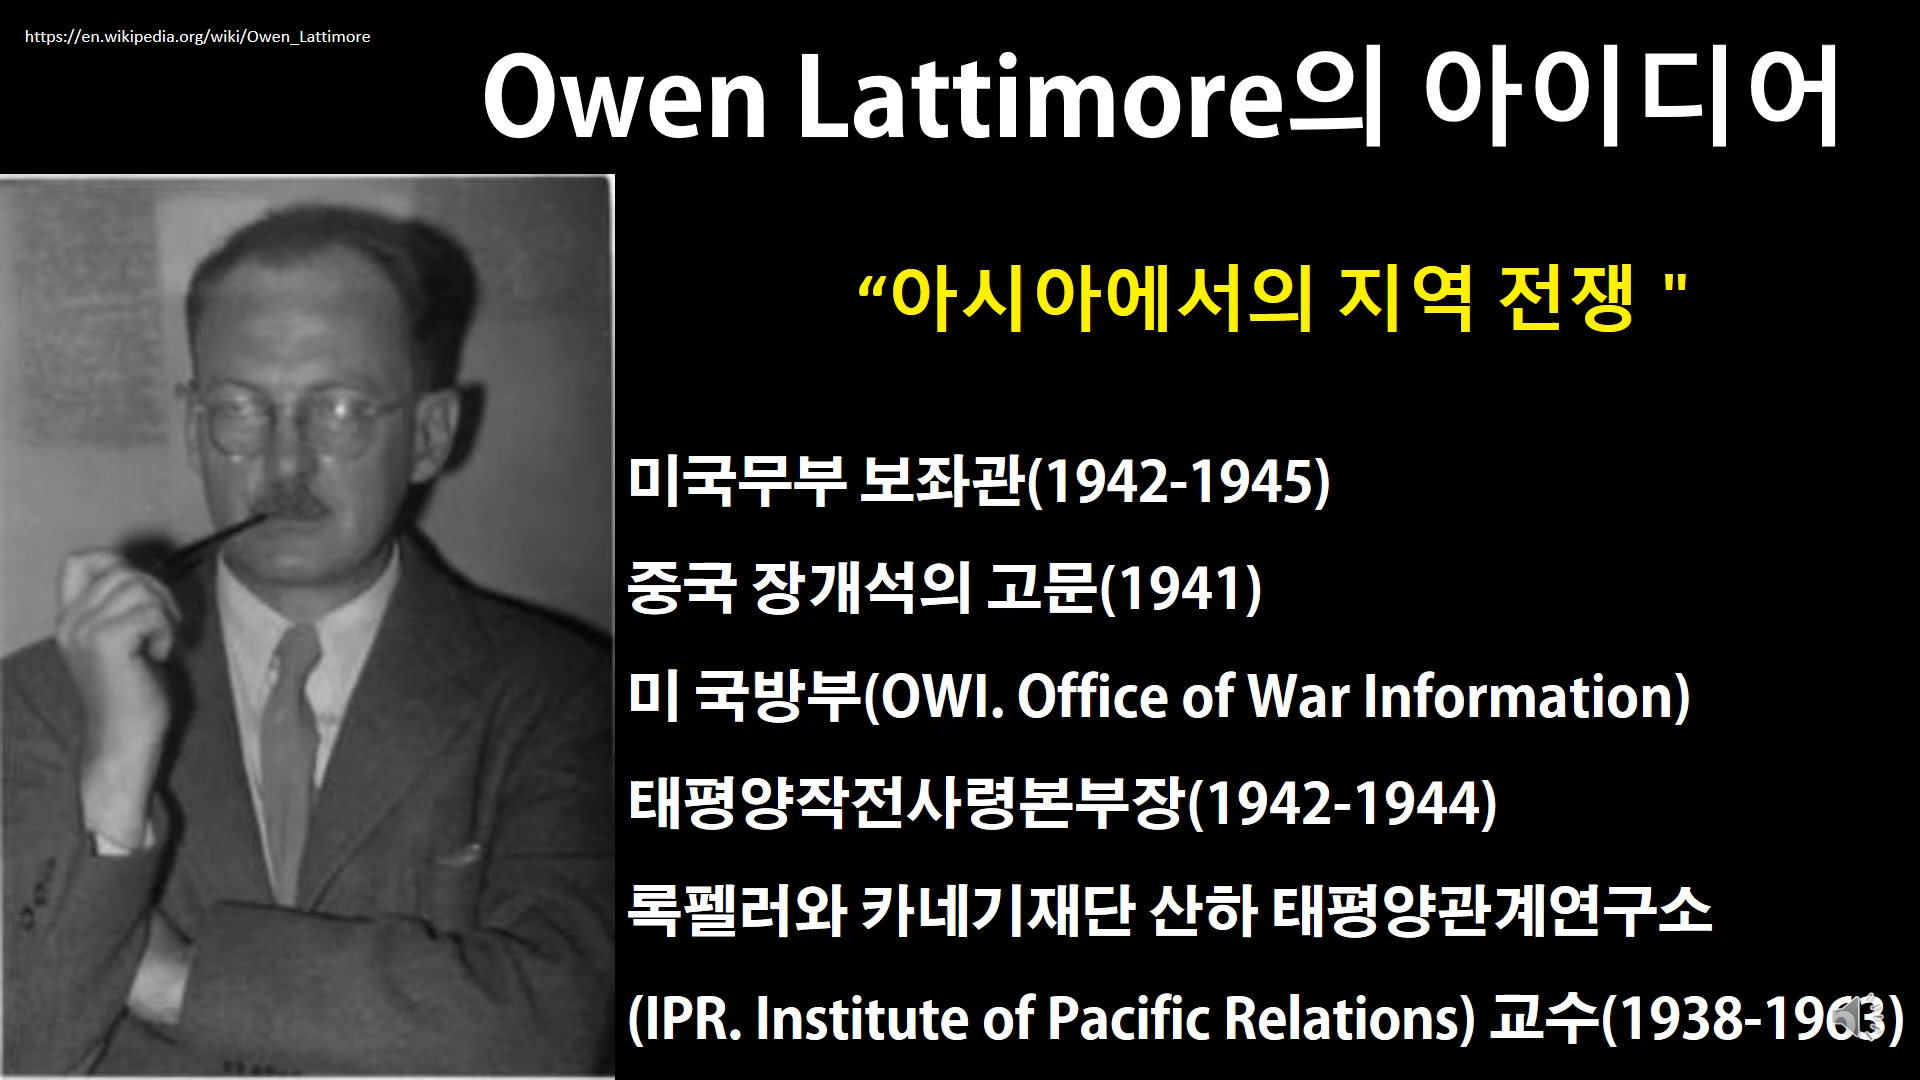 https://en.wikipedia.org/wiki/Owen_Lattimore
Owen Lattimore의 아이디어
“아시아에서의 지역 전쟁 "
미국무부 보좌관(1942-1945)
중국 장개석의 고문(1941)
미 국방부(OWI. Office of War Information)
태평양작전사령본부장(1942-1944)
록펠러와 카네기재단 산하 태평양관계연구소
(IPR. Institute of Pacific Relations) 교수(1938-1963)